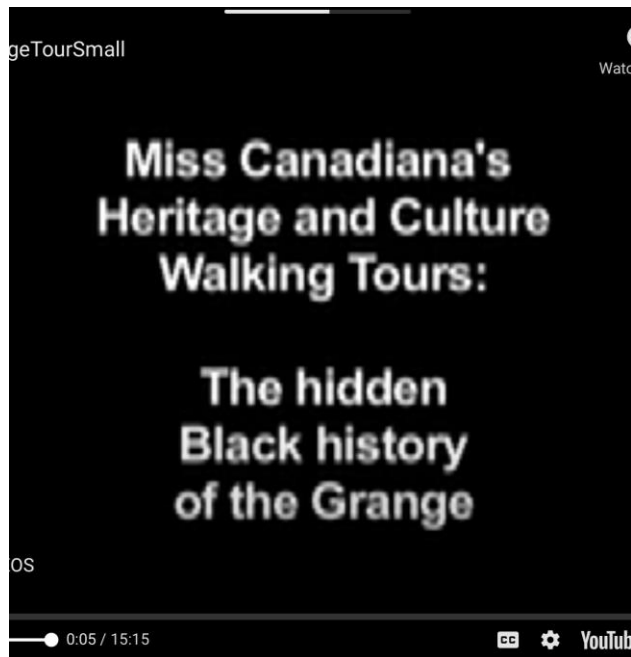 geTourSmall
Watc
Miss Canadiana's
Heritage and Culture
Walking Tours:
The hidden
Black history
of the Grange
EOS
0:05 / 15:15
CC
YouTub